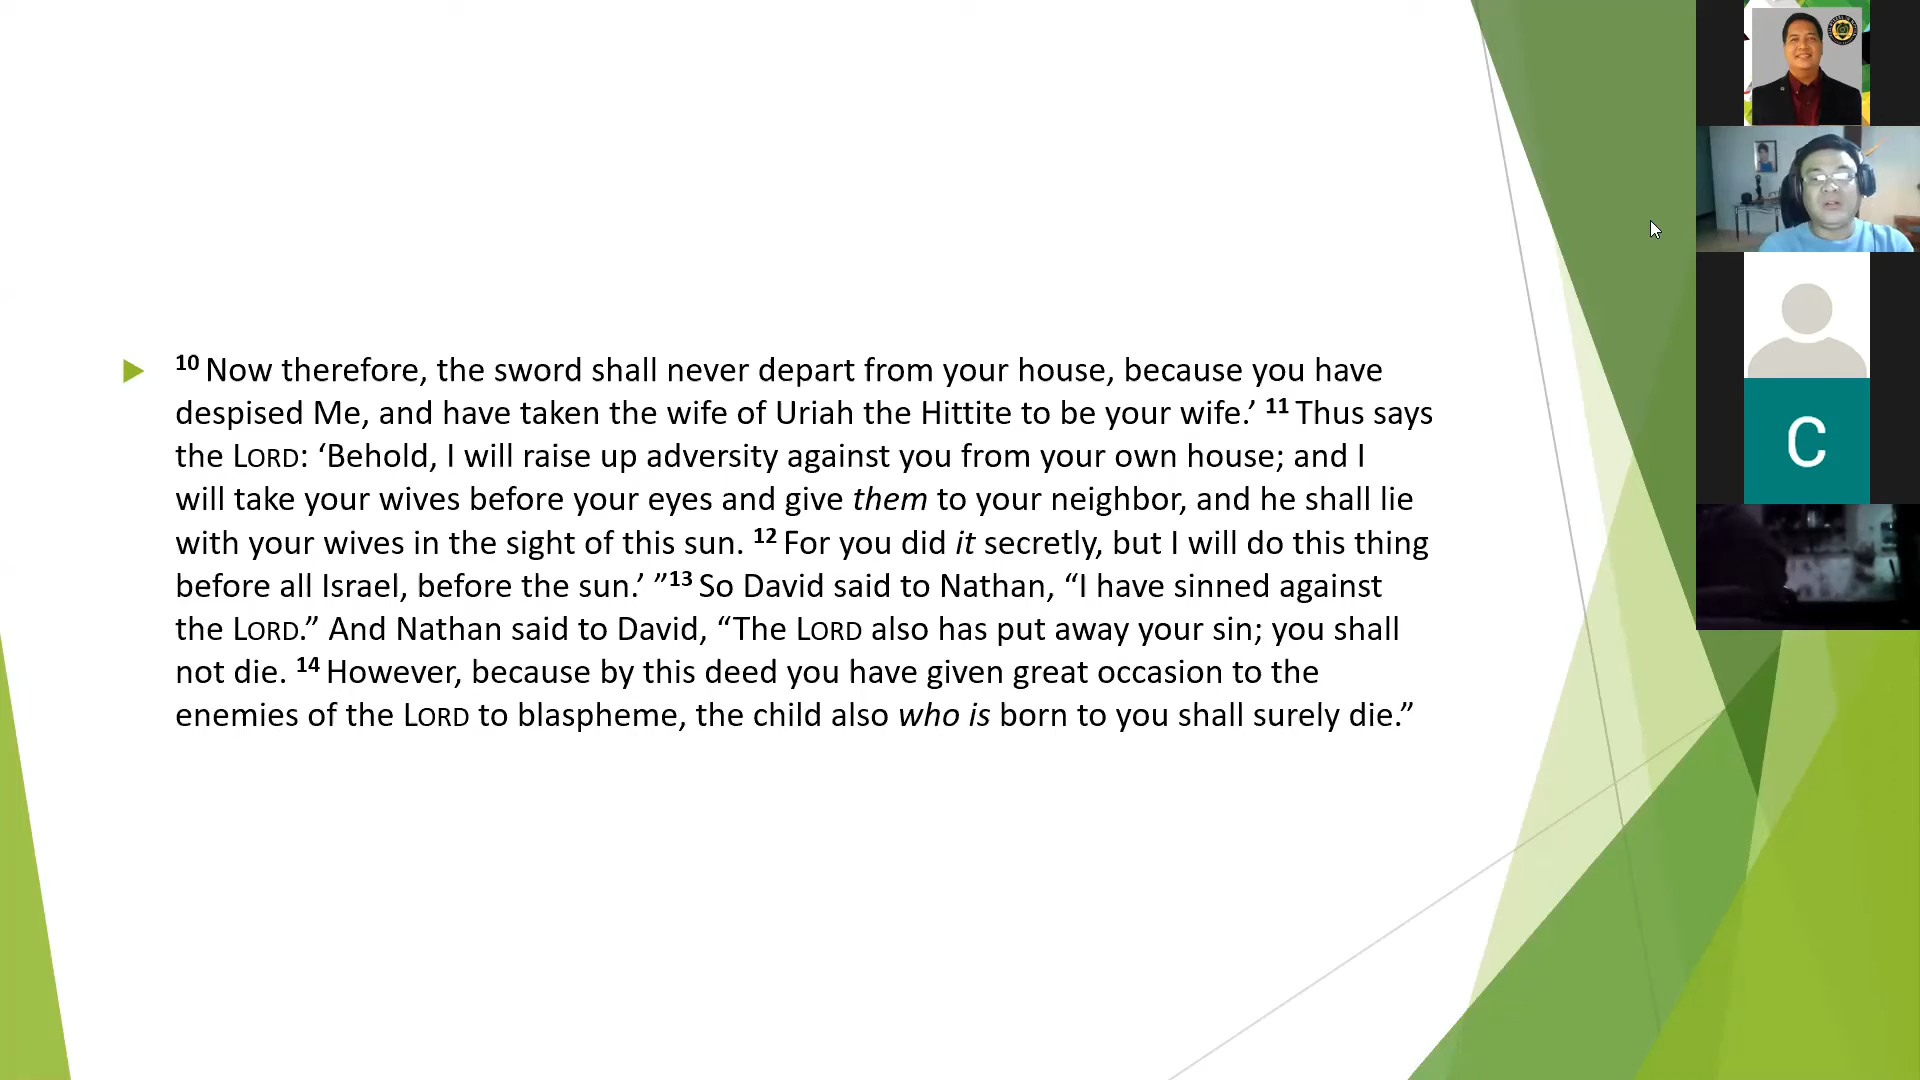 ¹⁰ Now therefore, the sword shall never depart from your house, because you have
despised Me, and have taken the wife of Uriah the Hittite to be your wife.’ ¹¹ Thus says
the LORD: ‘Behold, I will raise up adversity against you from your own house; and I
will take your wives before your eyes and give them to your neighbor, and he shall lie
with your wives in the sight of this sun. ¹² For you did it secretly, but I will do this thing
before all Israel, before the sun.’ ”¹³ So David said to Nathan, “I have sinned against
the LORD.” And Nathan said to David, “The LORD also has put away your sin; you shall
not die. ¹⁴ However, because by this deed you have given great occasion to the
enemies of the LORD to blaspheme, the child also who is born to you shall surely die.”
C